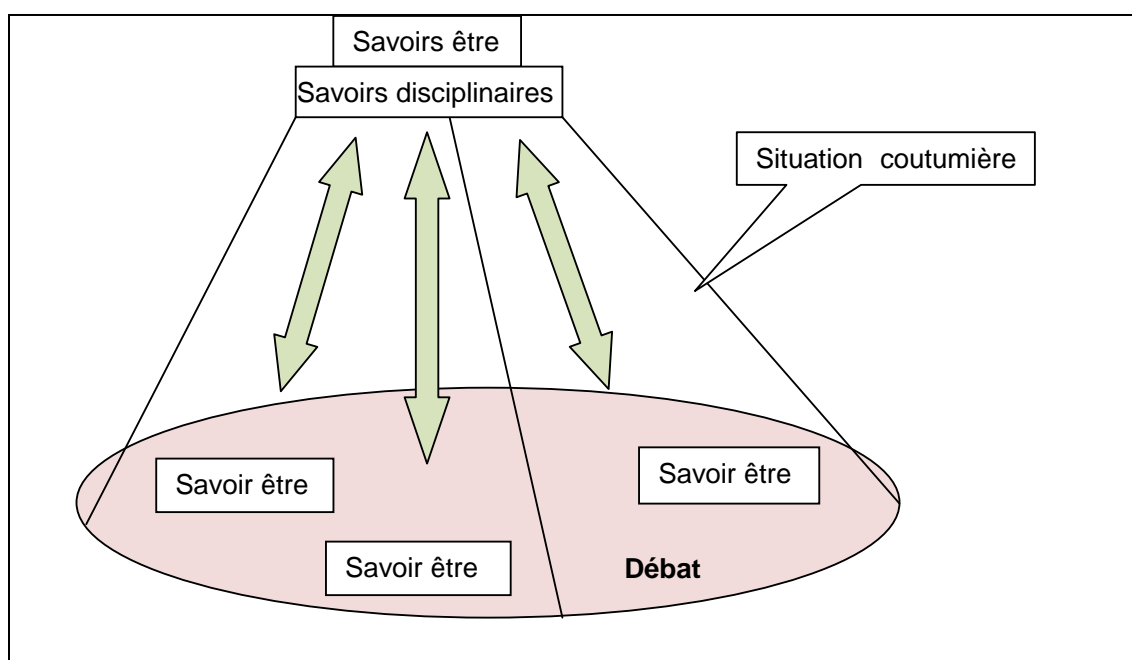 Savoirs être
Savoirs disciplinaires
Situation coutumière
Savoir être
Savoir être
Savoir être
Débat